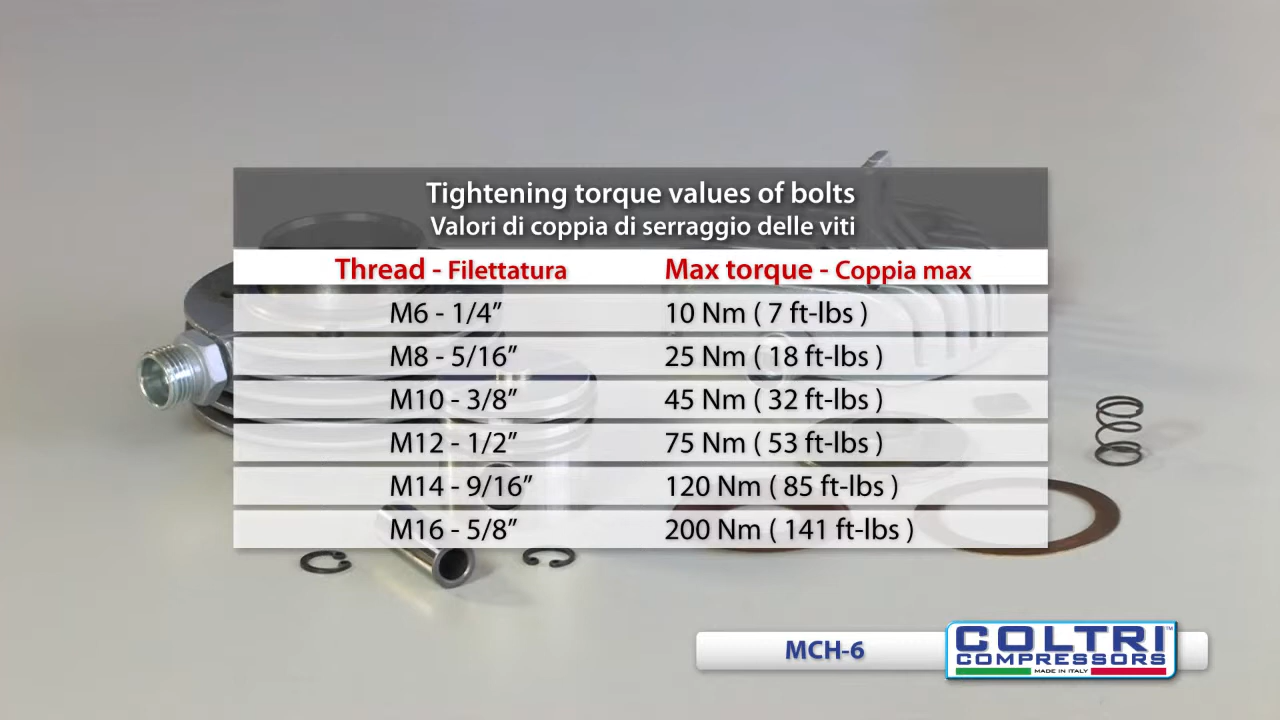 Tightening torque values of bolts
Valori di coppia di serraggio delle viti
Thread - Filettatura Max torque - Coppia max
M6 - 1/4” 10 Nm ( 7 ft-lbs )
M8 - 5/16” 25 Nm ( 18 ft-lbs )
M10 - 3/8” 45 Nm ( 32 ft-lbs )
M12 - 1/2” 75 Nm ( 53 ft-lbs )
M14 - 9/16” 120 Nm ( 85 ft-lbs )
M16 - 5/8” 200 Nm ( 141 ft-lbs )
MCH-6
COLTRI™
COMPRESSORS
MADE IN ITALY